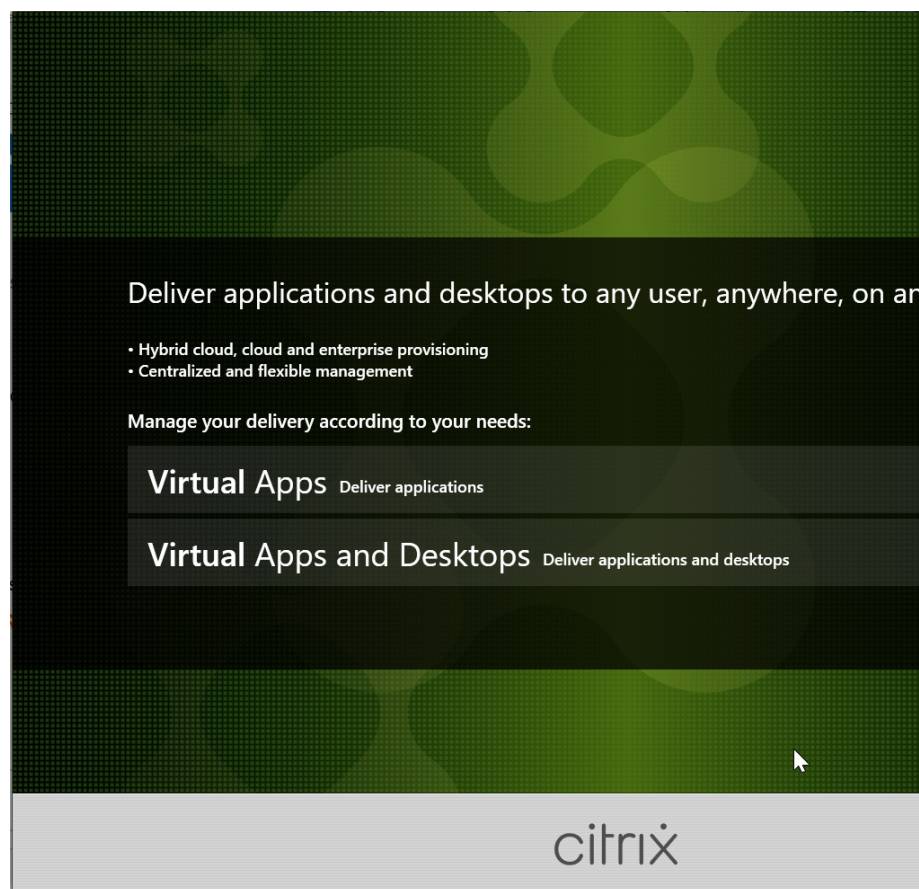 Deliver applications and desktops to any user, anywhere, on
• Hybrid cloud, cloud and enterprise provisioning
• Centralized and flexible management
Manage your delivery according to your needs:
Virtual Apps Deliver applications
Virtual Apps and Desktops Deliver applications and desktops
citrix